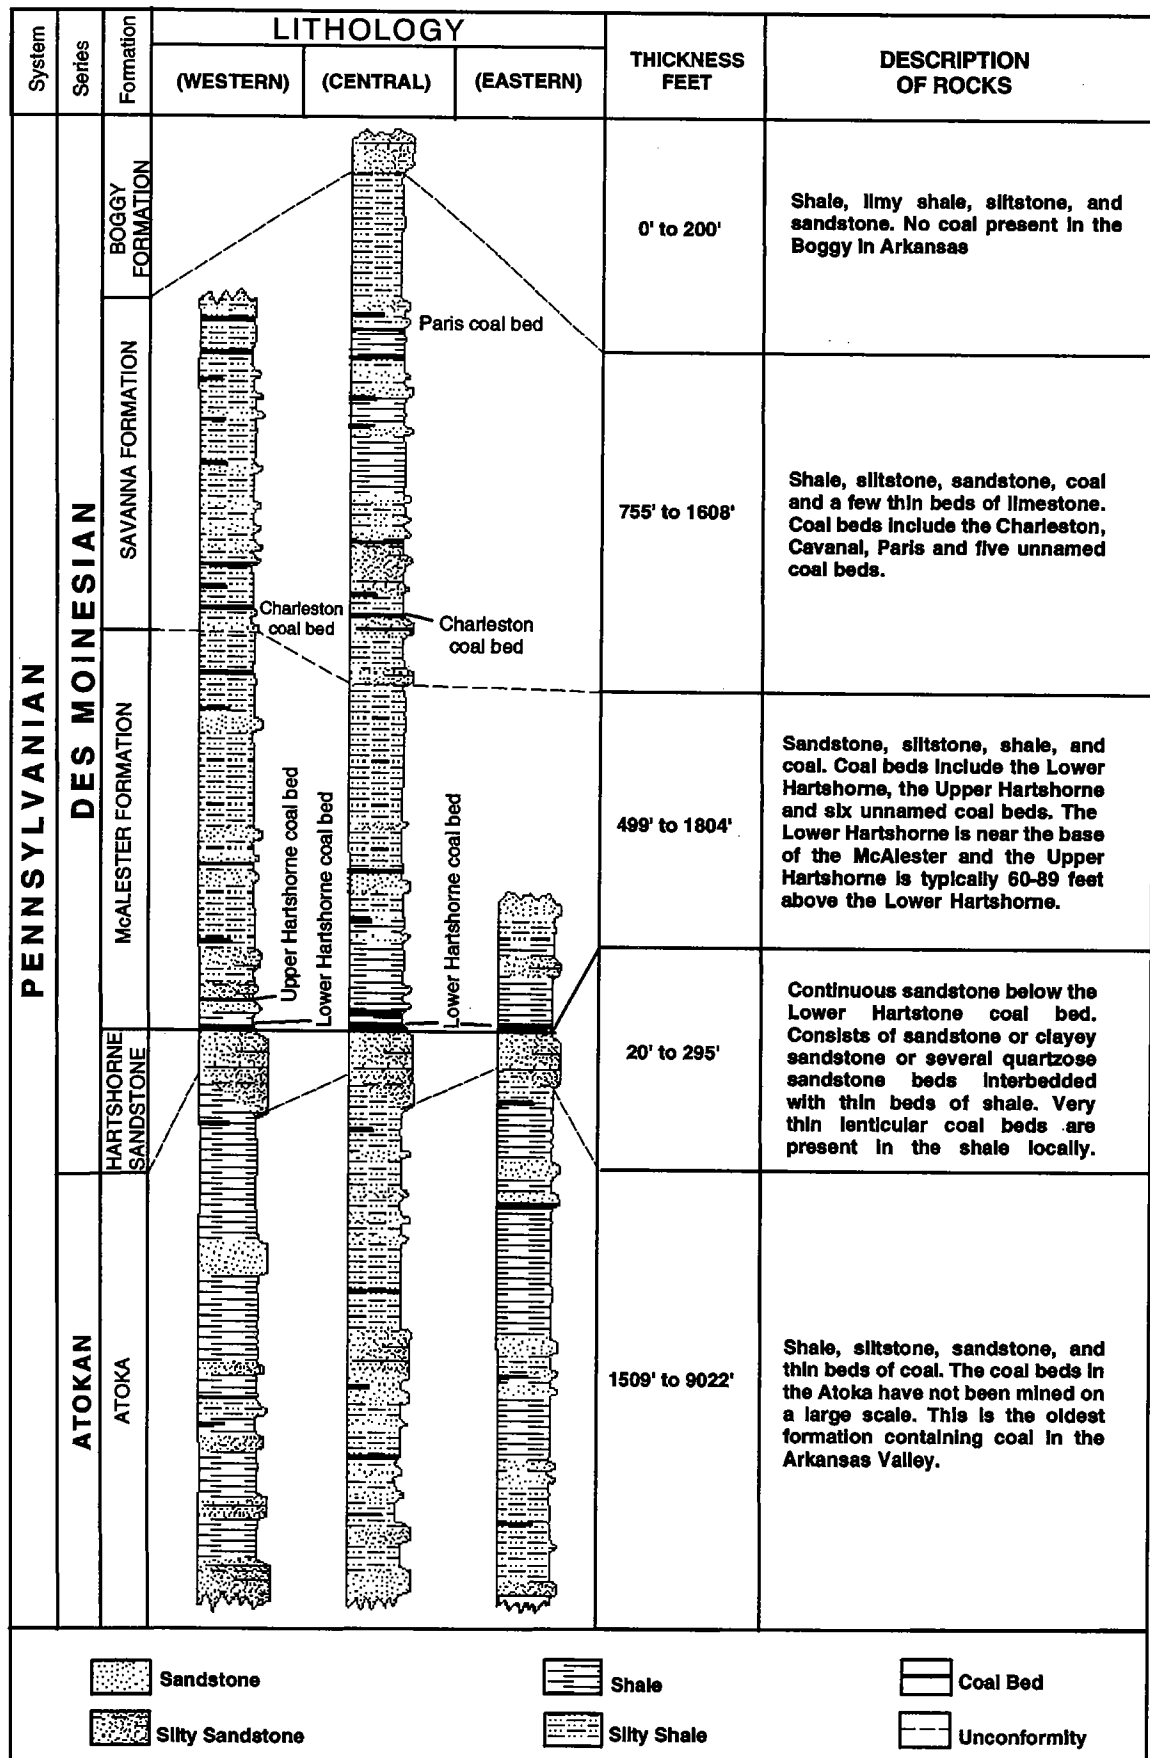 LITHOLOGY
System
Series
Formation
(WESTERN)
(CENTRAL)
(EASTERN)
THICKNESS
FEET
DESCRIPTION
OF ROCKS
PENNSYLVANIAN
DES MOINESIAN
ATOKAN
BOGGY
FORMATION
0' to 200'
Shale, limy shale, siltstone, and
sandstone. No coal present in the
Boggy in Arkansas
Paris coal bed
SAVANNA FORMATION
755' to 1608'
Shale, siltstone, sandstone, coal
and a few thin beds of limestone.
Coal beds include the Charleston,
Cavanal, Paris and five unnamed
coal beds.
Charleston
coal bed
Charleston
coal bed
McALESTER FORMATION
Upper Hartshorne coal bed
Lower Hartshorne coal bed
Lower Hartshorne coal bed
499' to 1804'
Sandstone, siltstone, shale, and
coal. Coal beds include the Lower
Hartshorne, the Upper Hartshorne
and six unnamed coal beds. The
Lower Hartshorne is near the base
of the McAlester and the Upper
Hartshorne is typically 60-89 feet
above the Lower Hartshorne.
HARTSHORNE
SANDSTONE
20' to 295'
Continuous sandstone below the
Lower Hartstone coal bed.
Consists of sandstone or clayey
sandstone or several quartzose
sandstone beds interbedded
with thin beds of shale. Very
thin lenticular coal beds are
present in the shale locally.
ATOKA
1509' to 9022'
Shale, siltstone, sandstone, and
thin beds of coal. The coal beds in
the Atoka have not been mined on
a large scale. This is the oldest
formation containing coal in the
Arkansas Valley.
Sandstone
Shale
Coal Bed
Silty Sandstone
Silty Shale
Unconformity